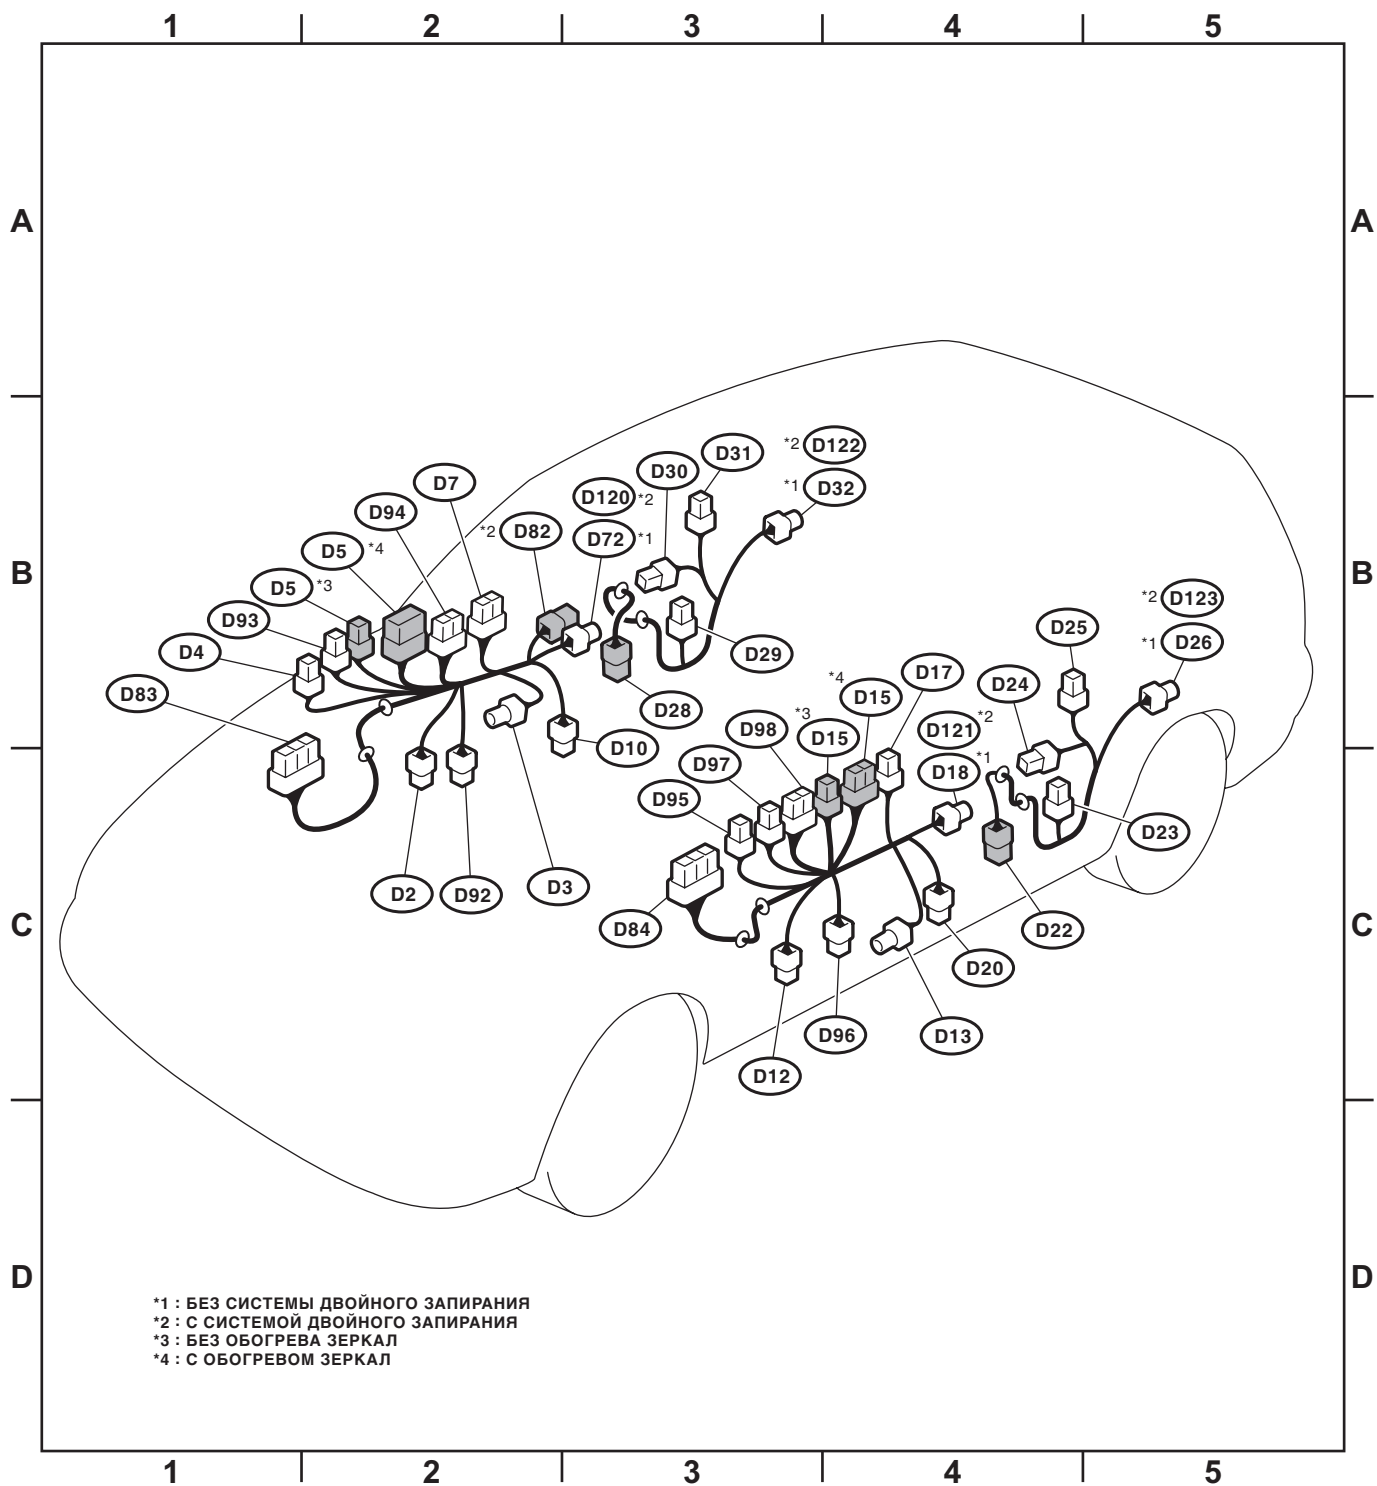 1 2 3 4 5
A A
*2 D122
D31
D30
D7
*1 D32
D120 *2
D94
*2 D82
D72 *1
D5 *4
B B
D5 *3
*2 D123
D93
D25
*1 D26
D4
D29
D17
D83
*4 D15
D24
D28
D98
*3 D15
D121 *2
D10
D97
D18 *1
D95
D23
D2
D92
D3
D84
C C
D22
D20
D96
D13
D12
D D
*1 : БЕЗ СИСТЕМЫ ДВОЙНОГО ЗАПИРАНИЯ
*2 : С СИСТЕМОЙ ДВОЙНОГО ЗАПИРАНИЯ
*3 : БЕЗ ОБОГРЕВА ЗЕРКАЛ
*4 : С ОБОГРЕВОМ ЗЕРКАЛ
1 2 3 4 5